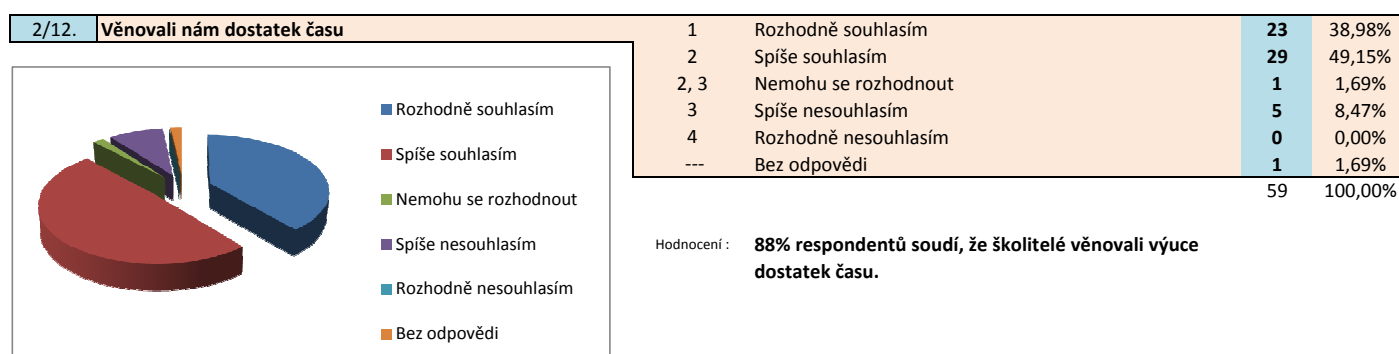 2/12. Věnovali nám dostatek času
1 Rozhodně souhlasím 23 38,98%
2 Spíše souhlasím 29 49,15%
2, 3 Nemohu se rozhodnout 1 1,69%
3 Spíše nesouhlasím 5 8,47%
4 Rozhodně nesouhlasím 0 0,00%
--- Bez odpovědi 1 1,69%
59 100,00%
Rozhodně souhlasím
Spíše souhlasím
Nemohu se rozhodnout
Spíše nesouhlasím
Rozhodně nesouhlasím
Bez odpovědi
Hodnocení : 88% respondentů soudí, že školitelé věnovali výuce
dostatek času.